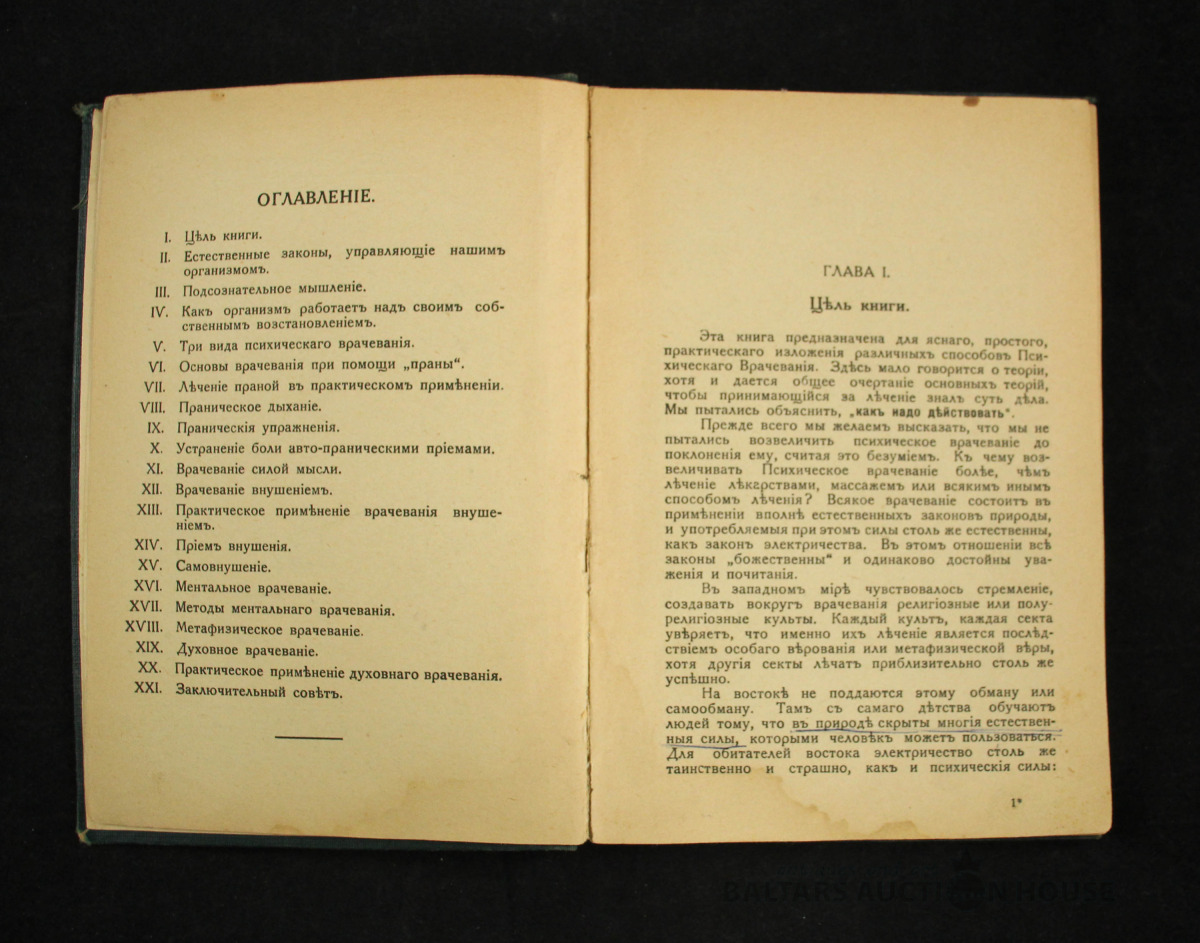 ОГЛАВЛЕНІЕ.
I. Цѣль книги.
II. Естественные законы, управляющіе нашимъ
организмомъ.
III. Подсознательное мышленіе.
IV. Какъ организмъ работаетъ надъ своимъ соб-
ственнымъ возстановленіемъ.
V. Три вида психическаго врачеванія.
VI. Основы врачеванія при помощи „праны“.
VII. Лѣченіе праной въ практическомъ примѣненіи.
VIII. Праническое дыханіе.
IX. Праническія упражненія.
X. Устраненіе боли авто-праническими пріемами.
XI. Врачеваніе силой мысли.
XII. Врачеваніе внушеніемъ.
XIII. Практическое примѣненіе врачеванія внуше-
ніемъ.
XIV. Пріемъ внушенія.
XV. Самовнушеніе.
XVI. Ментальное врачеваніе.
XVII. Методы ментальнаго врачеванія.
XVIII. Метафизическое врачеваніе.
XIX. Духовное врачеваніе.
XX. Практическое примѣненіе духовнаго врачеванія.
XXI. Заключительный совѣтъ.
ГЛАВА I.
Цѣль книги.
Эта книга предназначена для яснаго, простого,
практическаго изложенія различныхъ способовъ Пси-
хическаго Врачеванія. Здѣсь мало говорится о теоріи,
хотя и дается общее очертаніе основныхъ теорій,
чтобы принимающійся за лѣченіе зналъ суть дѣла.
Мы пытались объяснить, „какъ надо дѣйствовать“.
Прежде всего мы желаемъ высказать, что мы не
пытались возвеличить психическое врачеваніе до
поклоненія ему, считая это безуміемъ. Къ чему воз-
величивать Психическое врачеваніе болѣе, чѣмъ
лѣченіе лѣкарствами, массажемъ или всякимъ инымъ
способомъ лѣченія? Всякое врачеваніе состоитъ въ
примѣненіи вполнѣ естественныхъ законовъ природы,
и употребляемыя при этомъ силы столь же естественны,
какъ законъ электричества. Въ этомъ отношеніи всѣ
законы „божественны“ и одинаково достойны ува-
женія и почитанія.
Въ западномъ мірѣ чувствовалось стремленіе,
создавать вокругъ врачеванія религіозные или полу-
религіозные культы. Каждый культъ, каждая секта
увѣряетъ, что именно ихъ лѣченіе является послѣд-
ствіемъ особаго вѣрованія или метафизической вѣры,
хотя другія секты лѣчатъ приблизительно столь же
успѣшно.
На востокѣ не поддаются этому обману или
самообману. Тамъ съ самаго дѣтства обучаютъ
людей тому, что въ природѣ скрыты многія естествен-
ныя силы, которыми человѣкъ можетъ пользоваться.
Для обитателей востока электричество столь же
таинственно и страшно, какъ и психическія силы:
1*
BALTARS AUCTION HOUSE